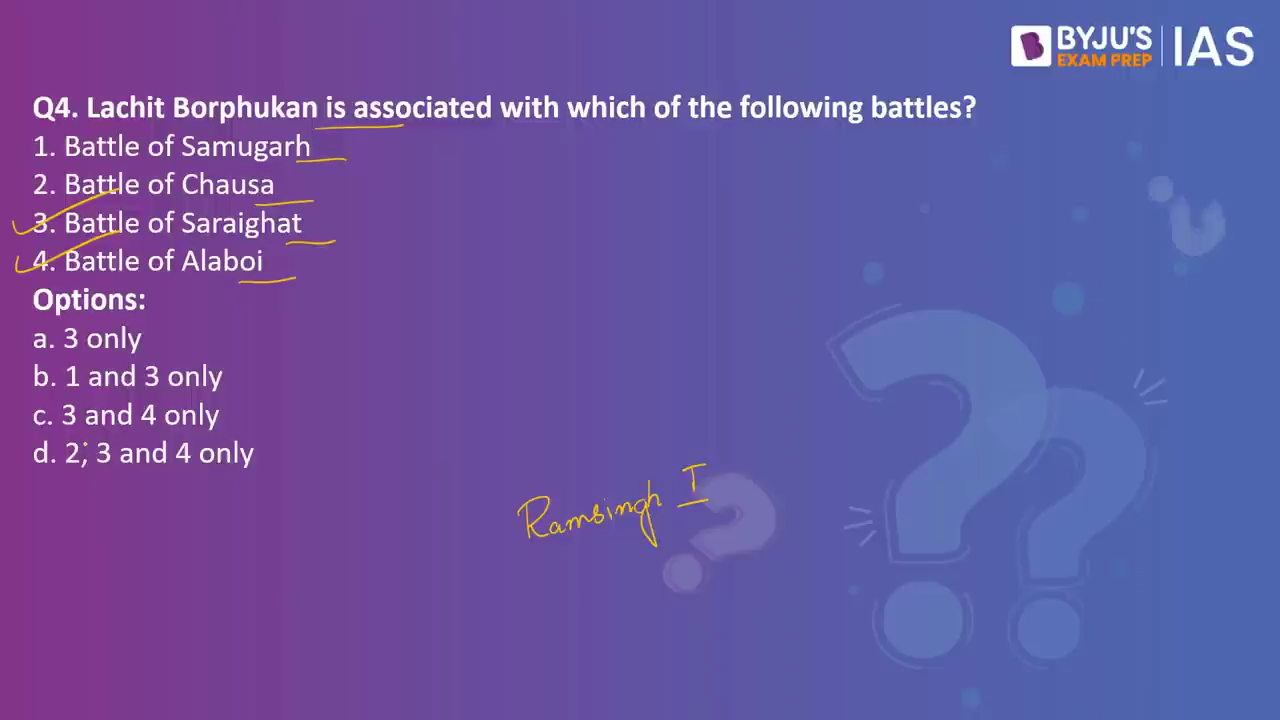 BYJU'S
EXAM PREP
IAS
Q4. Lachit Borphukan is associated with which of the following battles?
1. Battle of Samugarh
2. Battle of Chausa
3. Battle of Saraighat
4. Battle of Alaboi
Options:
a. 3 only
b. 1 and 3 only
c. 3 and 4 only
d. 2, 3 and 4 only
Ramsingh I